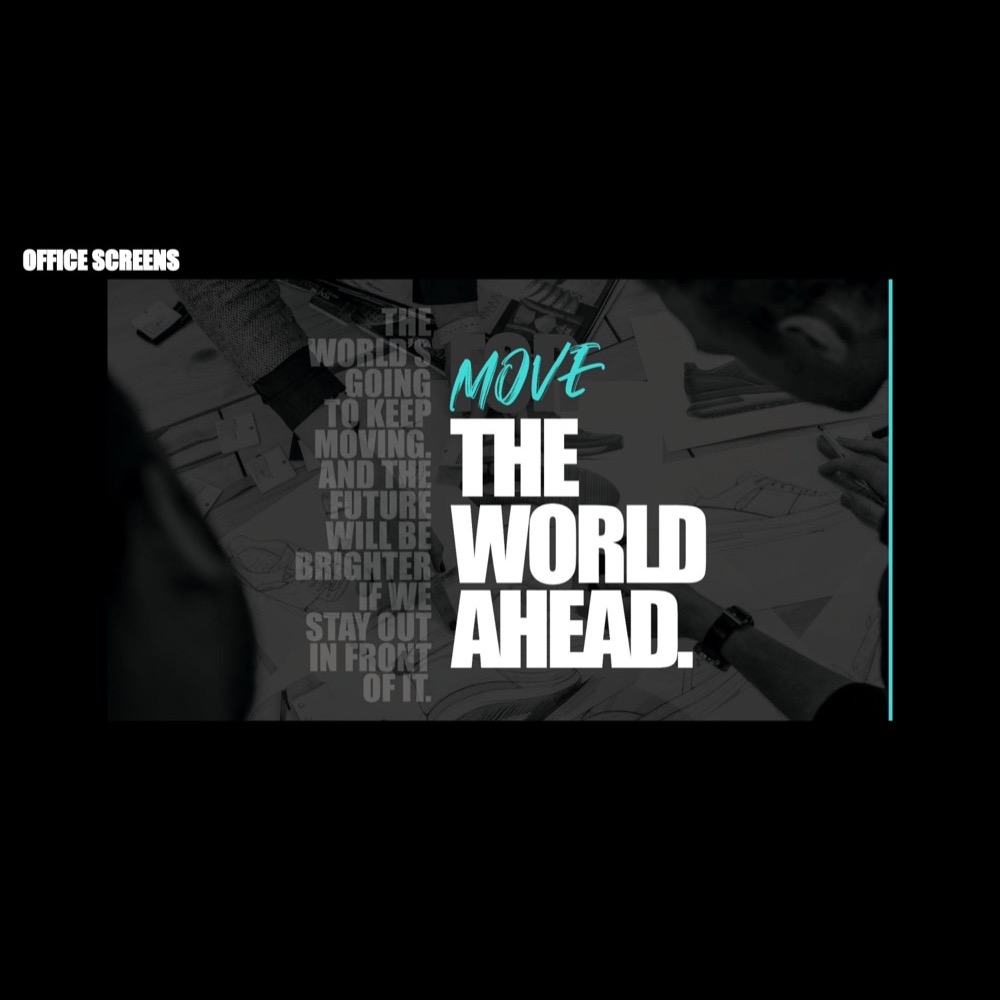 OFFICE SCREENS
THE
WORLD'S
GOING
TO KEEP
MOVING.
AND THE
FUTURE
WILL BE
BRIGHTER
IF WE
STAY OUT
IN FRONT
OF IT.
MOVE
THE
WORLD
AHEAD.